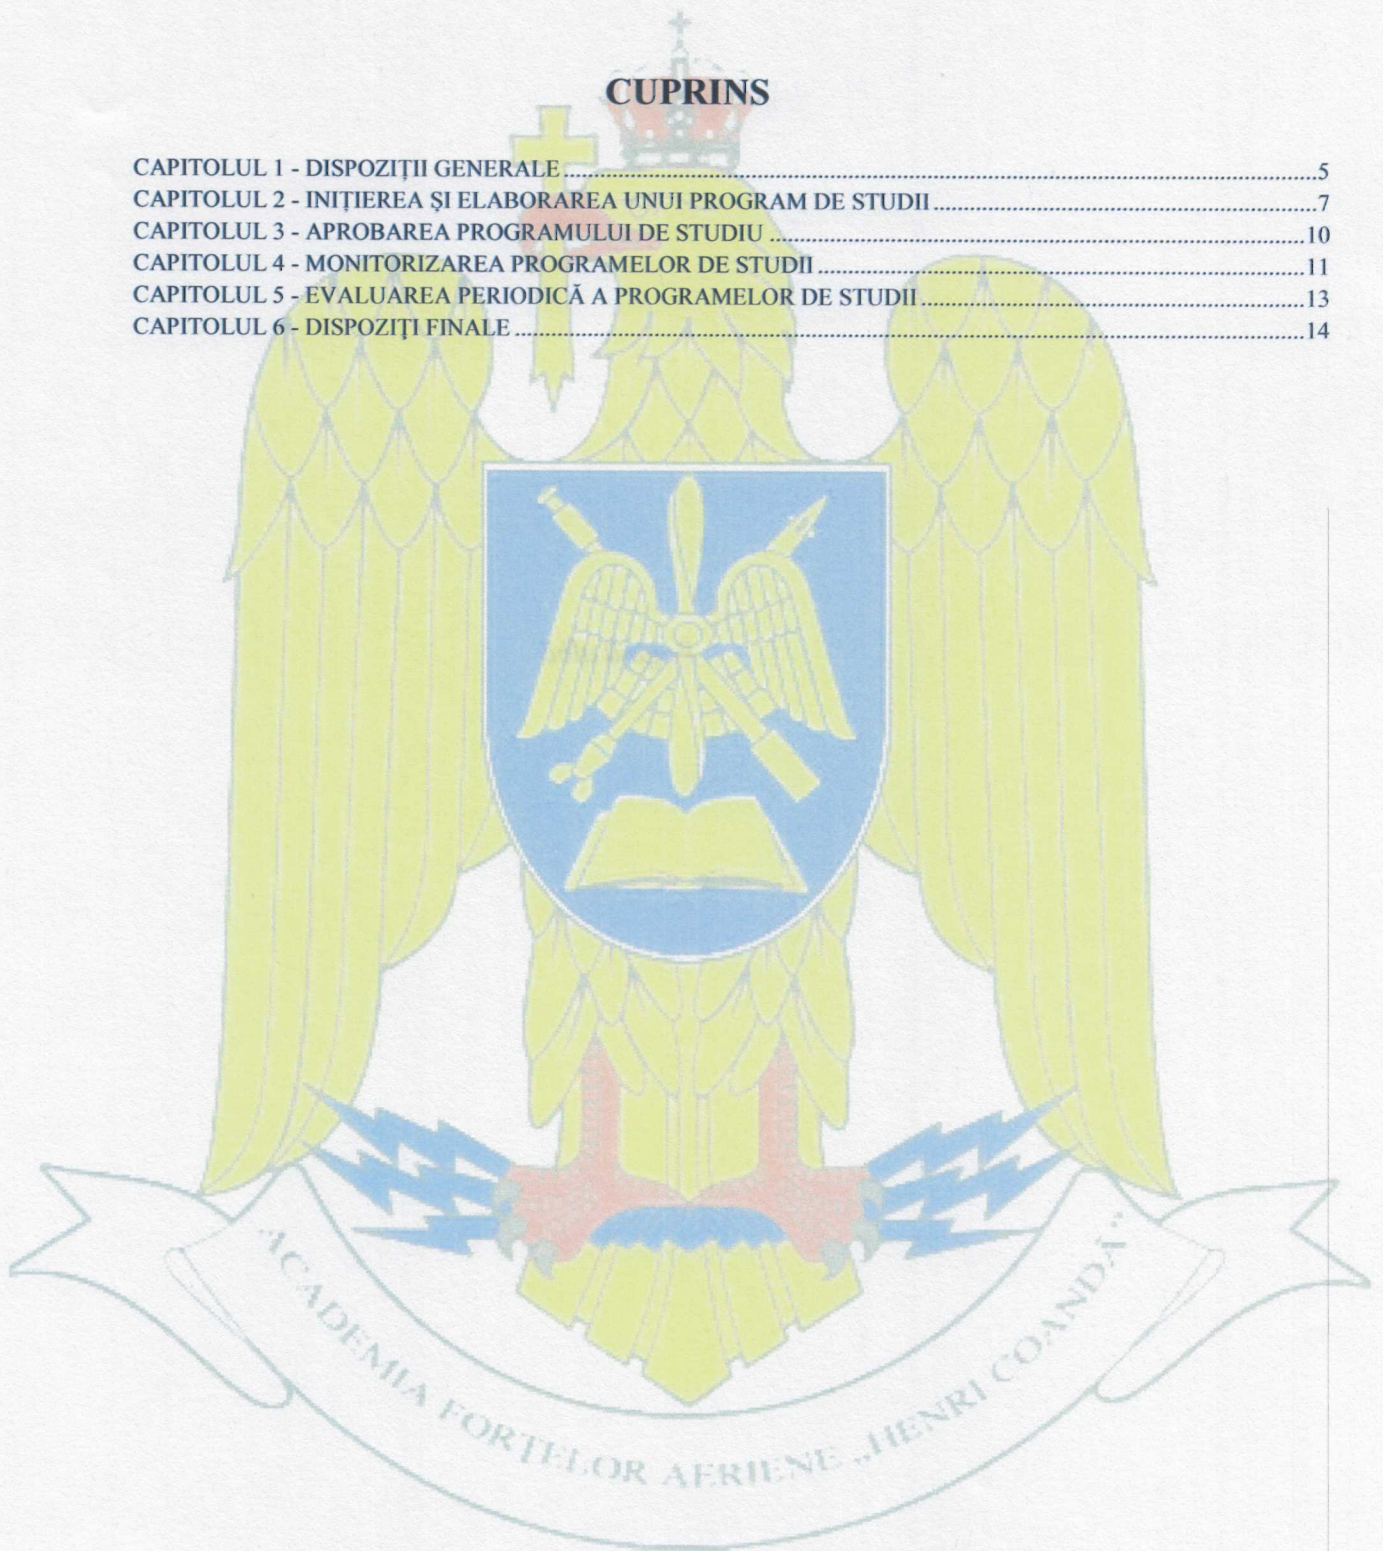 CUPRINS
CAPITOLUL 1 - DISPOZIȚII GENERALE ........................ 5
CAPITOLUL 2 - INIȚIEREA ȘI ELABORAREA UNUI PROGRAM DE STUDII ........................ 7
CAPITOLUL 3 - APROBAREA PROGRAMULUI DE STUDIU ........................ 10
CAPITOLUL 4 - MONITORIZAREA PROGRAMELOR DE STUDII ........................ 11
CAPITOLUL 5 - EVALUAREA PERIODICĂ A PROGRAMELOR DE STUDII ........................ 13
CAPITOLUL 6 - DISPOZIȚI FINALE ........................ 14
ACADEMIA FORȚELOR AERIENE „HENRI COANDĂ”